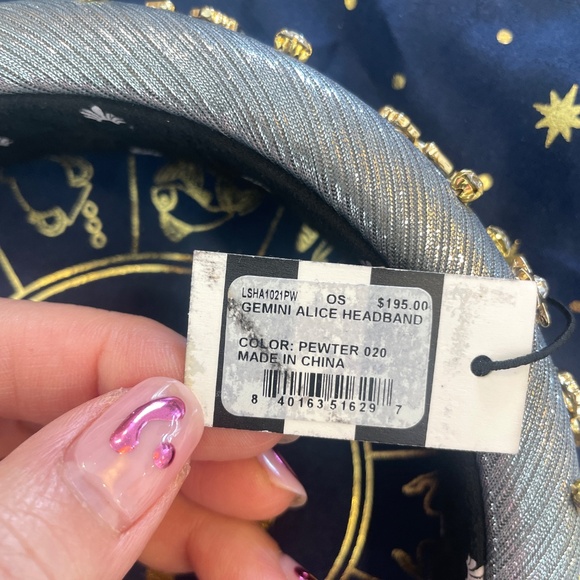 LSHA1021PW OS $195.00
GEMINI ALICE HEADBAND
COLOR: PEWTER 020
MADE IN CHINA
8 40163 51629 7